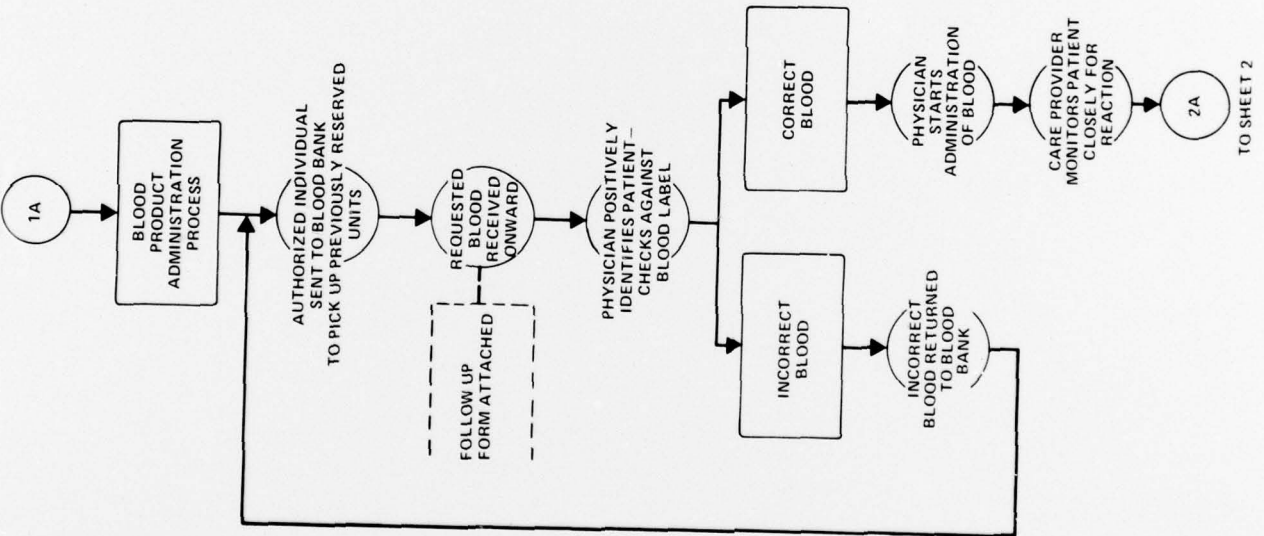 1A
BLOOD
PRODUCT
ADMINISTRATION
PROCESS
AUTHORIZED INDIVIDUAL
SENT TO BLOOD BANK
TO PICK UP PREVIOUSLY RESERVED
UNITS
REQUESTED
BLOOD
RECEIVED
ONWARD
FOLLOW UP
FORM ATTACHED
PHYSICIAN POSITIVELY
IDENTIFIES PATIENT–
CHECKS AGAINST
BLOOD LABEL
INCORRECT
BLOOD
INCORRECT
BLOOD RETURNED
TO BLOOD
BANK
CORRECT
BLOOD
PHYSICIAN
STARTS
ADMINISTRATION
OF BLOOD
CARE PROVIDER
MONITORS PATIENT
CLOSELY FOR
REACTION
2A
TO SHEET 2